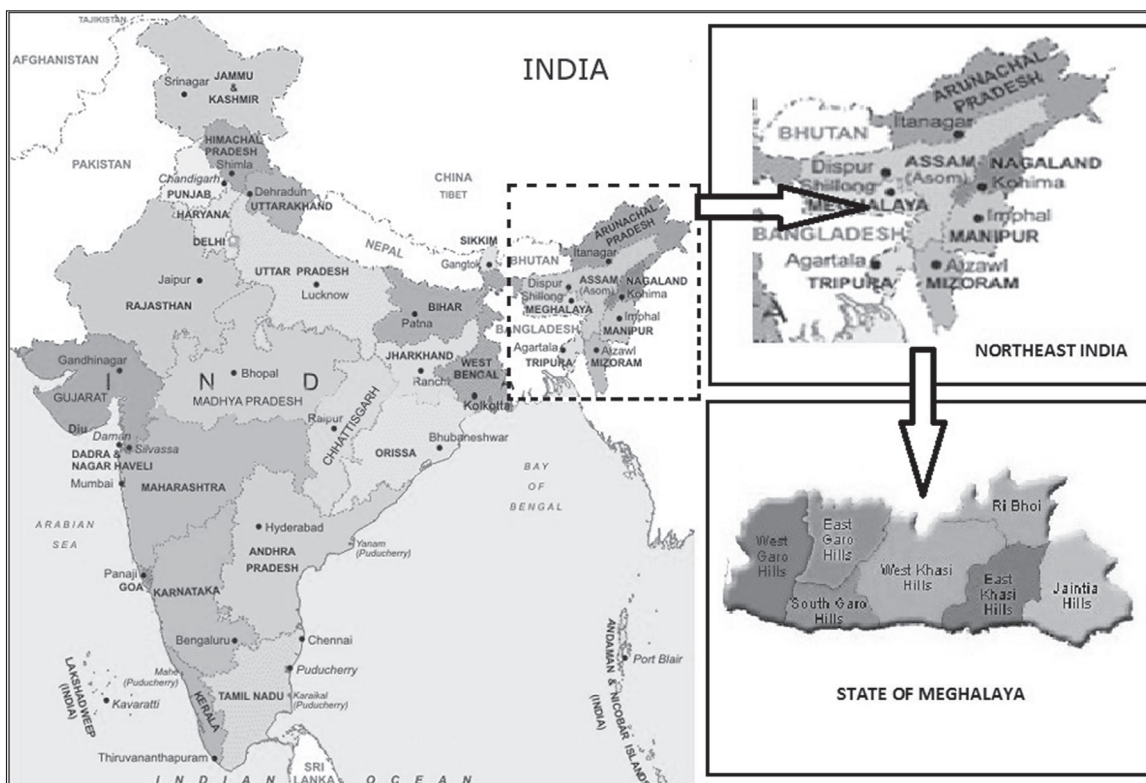 TAJIKISTAN
AFGHANISTAN
INDIA
JAMMU
& KASHMIR
Srinagar
HIMACHAL
PRADESH
Shimla
PAKISTAN
Chandigarh
PUNJAB
Dehradun
UTTARAKHAND
HARYANA
DELHI
CHINA
TIBET
NEPAL
SIKKIM
Gangtok
BHUTAN
ARUNACHAL
PRADESH
Itanagar
Jaipur
RAJASTHAN
UTTAR PRADESH
Lucknow
BIHAR
Patna
Dispur
Shillong
MEGHALAYA
ASSAM
(Asom)
NAGALAND
Kohima
Imphal
MANIPUR
BANGLADESH
Agartala
TRIPURA
Aizawl
MIZORAM
Gandhinagar
GUJARAT
I N D
Bhopal
MADHYA PRADESH
JHARKHAND
Ranchi
WEST
BENGAL
Kolkotta
Raipur
CHHATTISGARH
Diu
Daman
Silvassa
DADRA &
NAGAR HAVELI
Mumbai
MAHARASHTRA
ORISSA
Bhubaneshwar
BAY
OF
BENGAL
ARABIAN
SEA
Hyderabad
ANDHRA
PRADESH
Yanam
(Puducherry)
Panaji
GOA
KARNATAKA
Bengaluru
Chennai
Puducherry
Mahe
(Puducherry)
TAMIL NADU
Karaikal
(Puducherry)
KERALA
LAKSHADWEEP
(INDIA)
Kavaratti
Thiruvananthapuram
SRI
LANKA
ANDAMAN & NICOBAR ISLANDS
(INDIA)
Port Blair
INDIAN OCEAN
ARUNACHAL
PRADESH
Itanagar
BHUTAN
Dispur
Shillong
MEGHALAYA
ASSAM
(Asom)
NAGALAND
Kohima
Imphal
MANIPUR
BANGLADESH
Agartala
TRIPURA
Aizawl
MIZORAM
A
NORTHEAST INDIA
West
Garo
Hills
East
Garo
Hills
South Garo
Hills
West Khasi
Hills
Ri Bhoi
East
Khasi
Hills
Jaintia
Hills
STATE OF MEGHALAYA